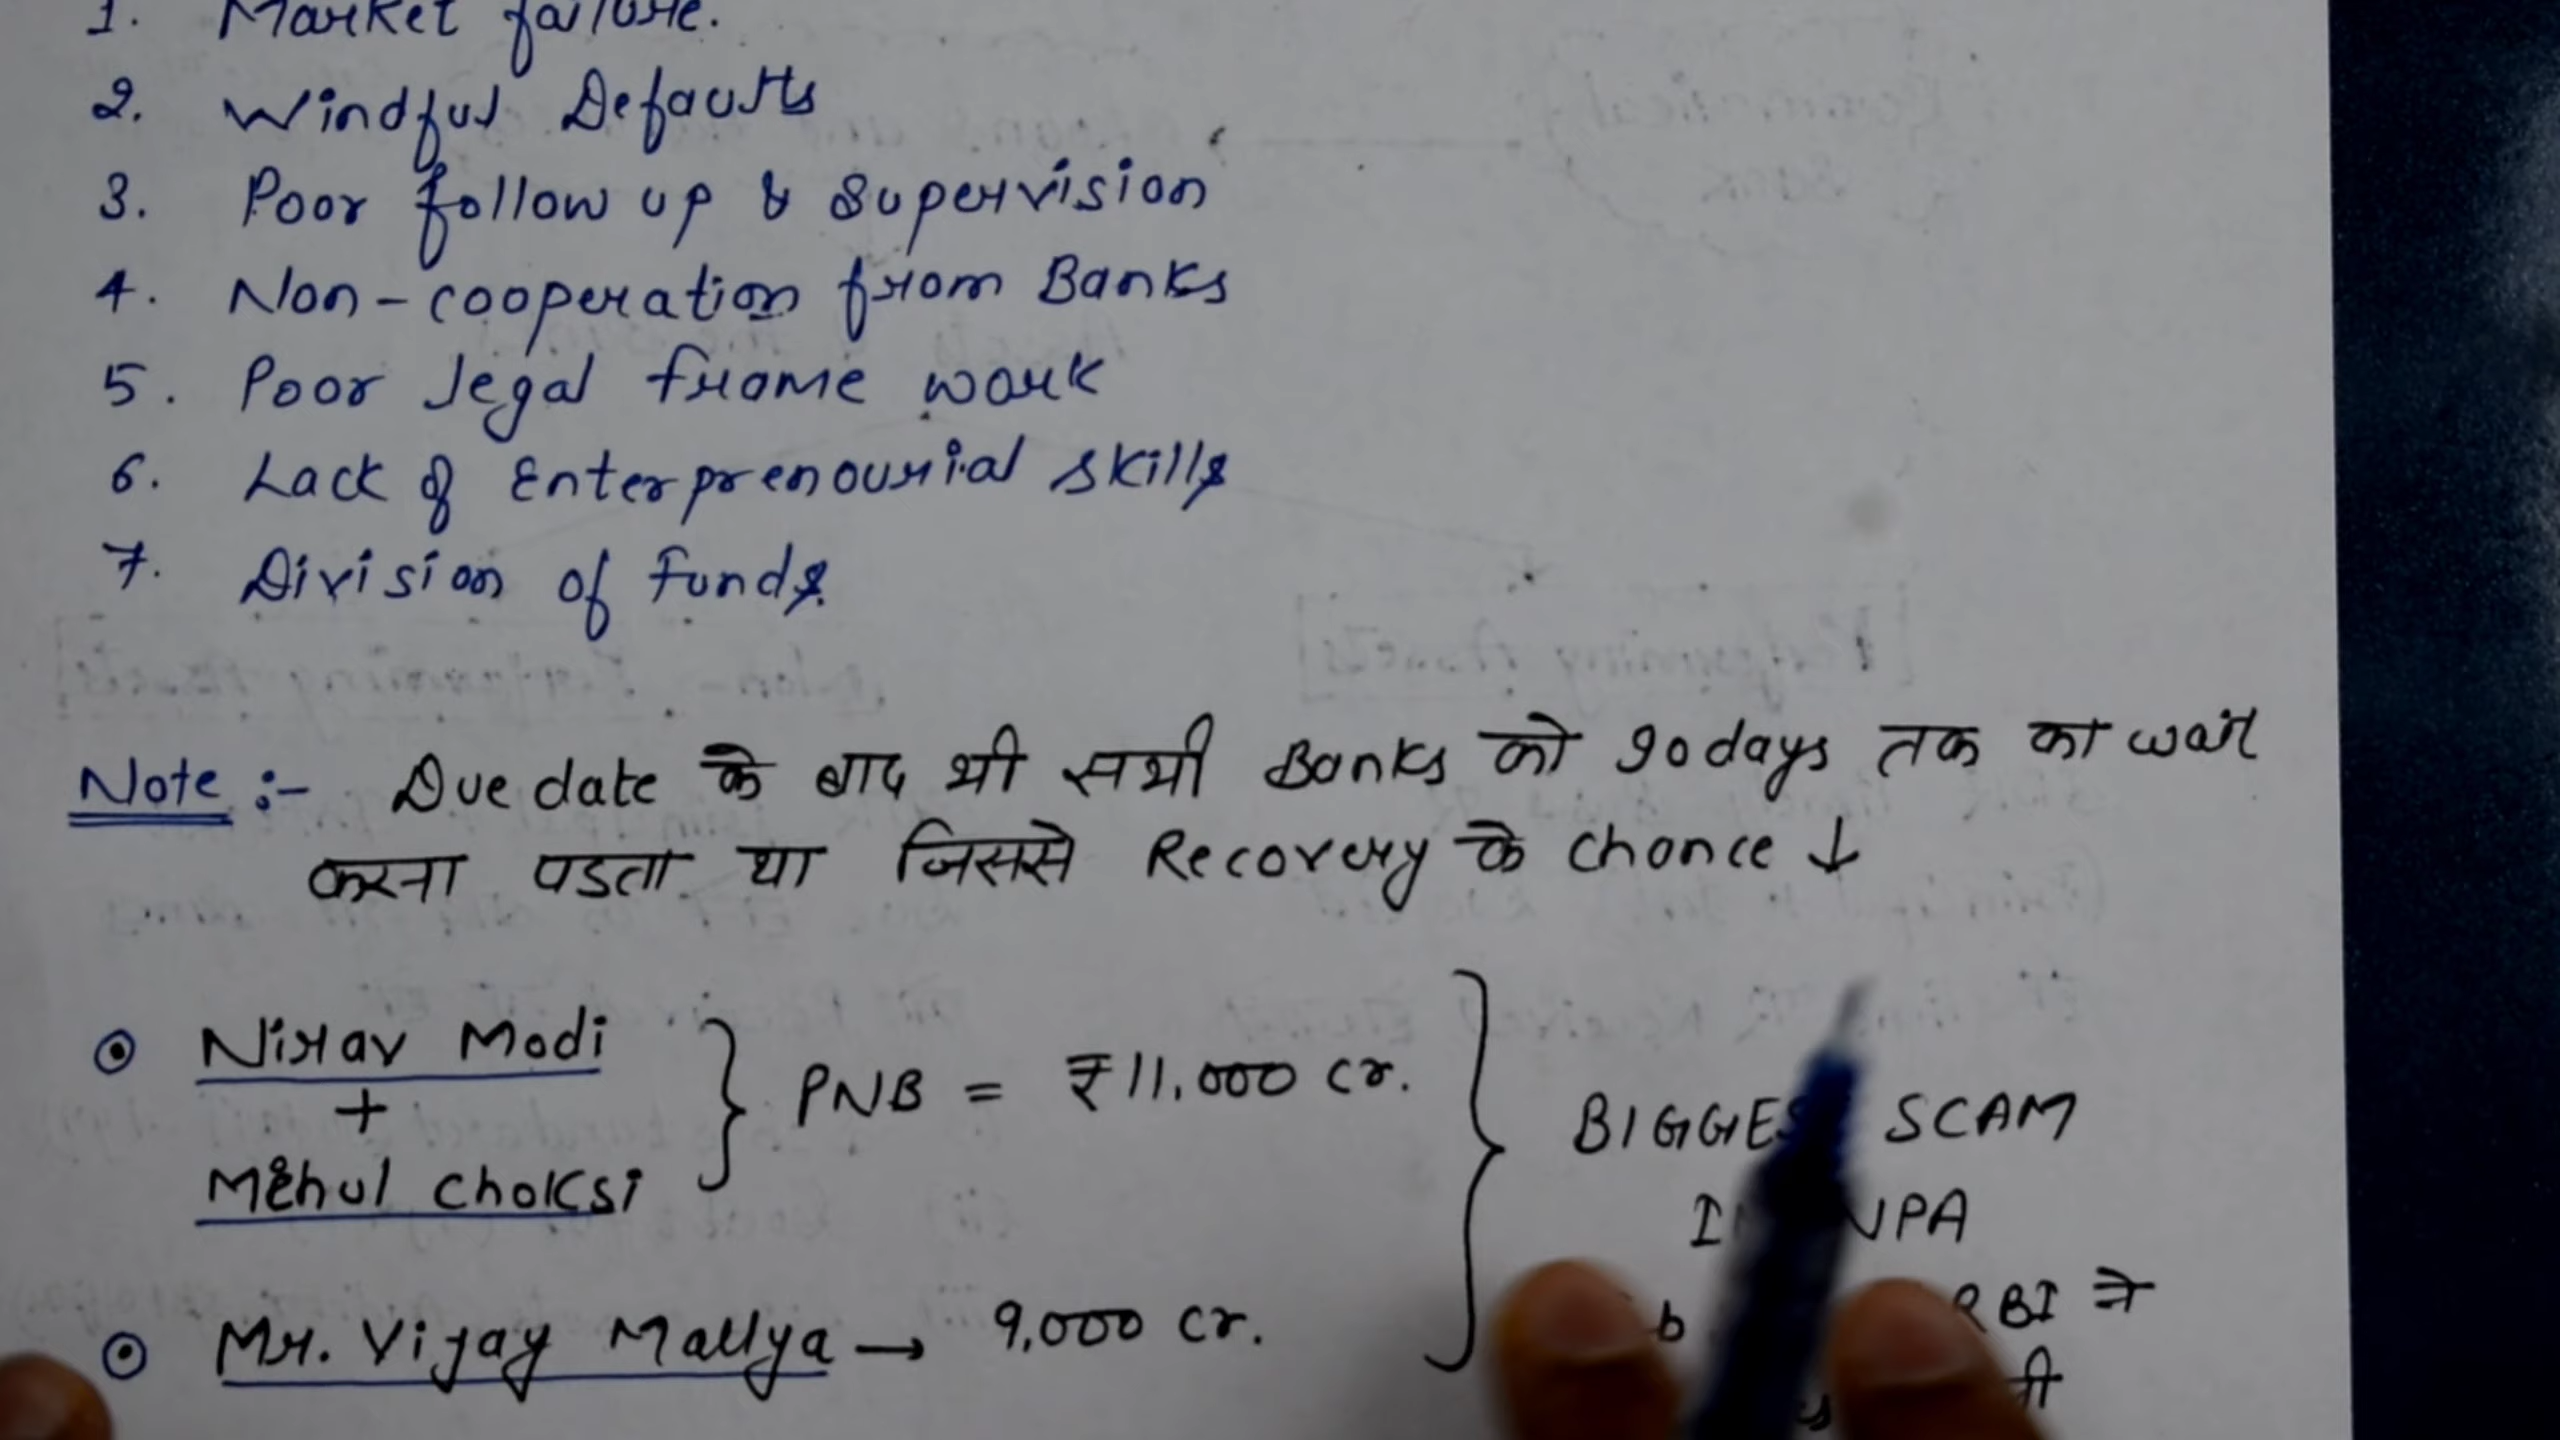 1. Market failure.
2. Windful Defaults
3. Poor follow up & Supervision
4. Non-cooperation from Banks
5. Poor legal frame work
6. Lack of Enterprenourial skills
7. Division of Funds.
Note :- Due date के बाद भी सभी Banks को 90 days तक का wait
करना पडता था जिससे Recovery के chance ↓
Nirav Modi
+
Mehul Choksi
} PNB = ₹11,000 cr.
Mr. Vijay Mallya → 9,000 cr.
} BIGGEST SCAM
IN NPA
RBI ने